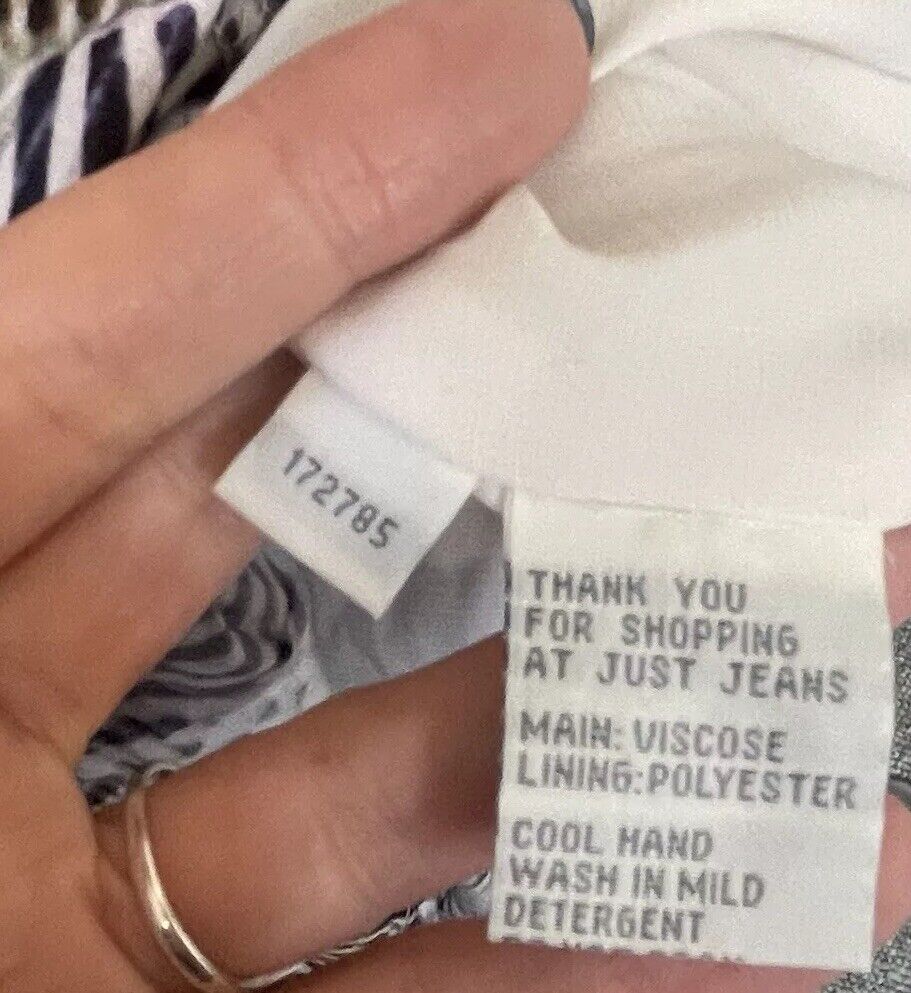 172785
THANK YOU
FOR SHOPPING
AT JUST JEANS
MAIN: VISCOSE
LINING:POLYESTER
COOL HAND
WASH IN MILD
DETERGENT